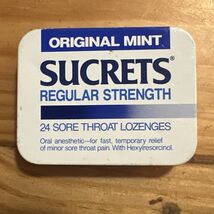 ORIGINAL MINT
SUCRETS®
REGULAR STRENGTH
24 SORE THROAT LOZENGES
Oral anesthetic—for fast, temporary relief
of minor sore throat pain. With Hexylresorcinol.